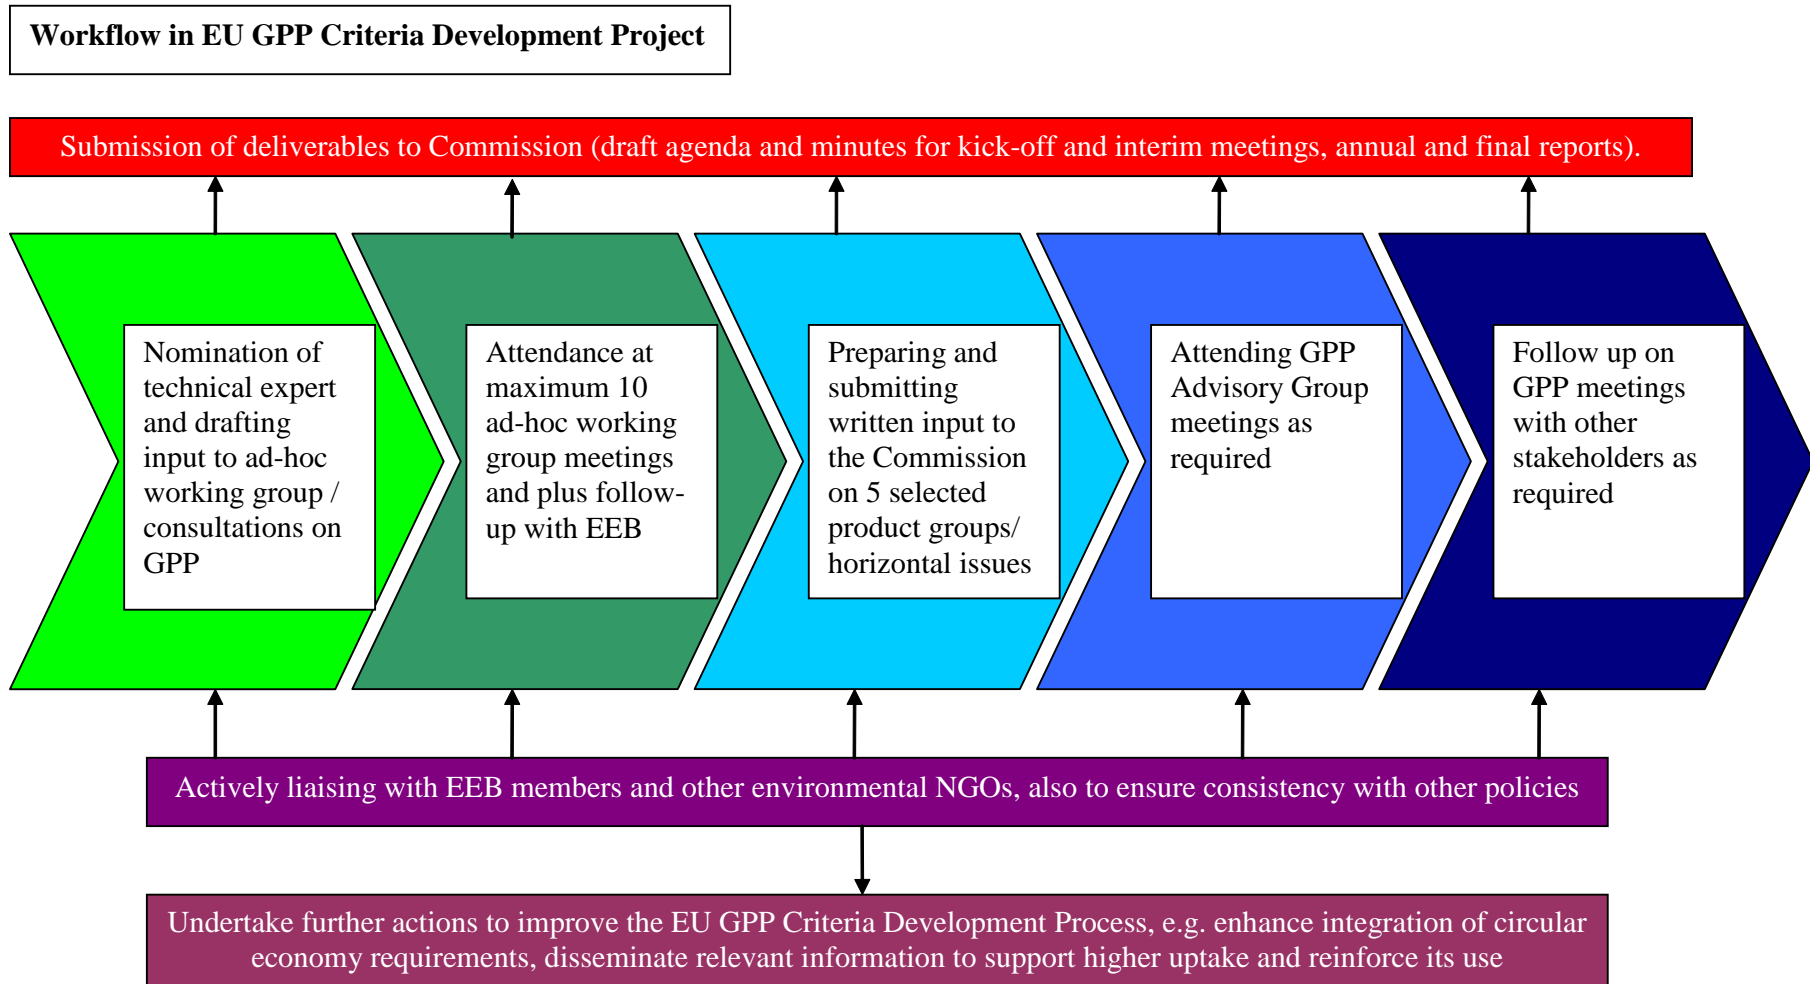 Workflow in EU GPP Criteria Development Project
Submission of deliverables to Commission (draft agenda and minutes for kick-off and interim meetings, annual and final reports).
Nomination of
technical expert
and drafting
input to ad-hoc
working group /
consultations on
GPP
Attendance at
maximum 10
ad-hoc working
group meetings
and plus follow-
up with EEB
Preparing and
submitting
written input to
the Commission
on 5 selected
product groups/
horizontal issues
Attending GPP
Advisory Group
meetings as
required
Follow up on
GPP meetings
with other
stakeholders as
required
Actively liaising with EEB members and other environmental NGOs, also to ensure consistency with other policies
Undertake further actions to improve the EU GPP Criteria Development Process, e.g. enhance integration of circular
economy requirements, disseminate relevant information to support higher uptake and reinforce its use